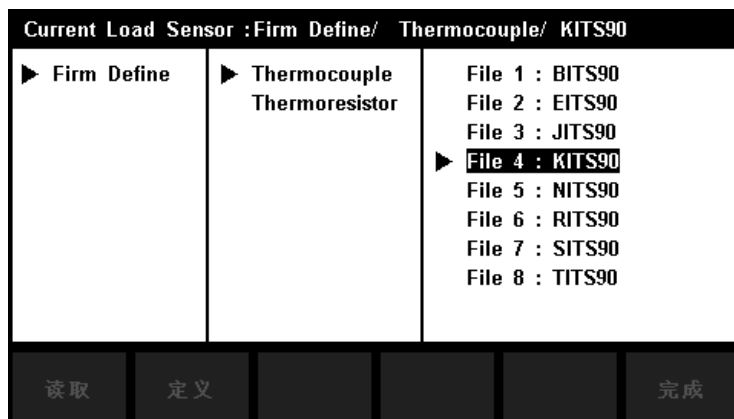 Current Load Sensor :Firm Define/ Thermocouple/ KITS90
Firm Define
Thermocouple
Thermoresistor
File 1 : BITS90
File 2 : EITS90
File 3 : JITS90
File 4 : KITS90
File 5 : NITS90
File 6 : RITS90
File 7 : SITS90
File 8 : TITS90
读取 定义 完成